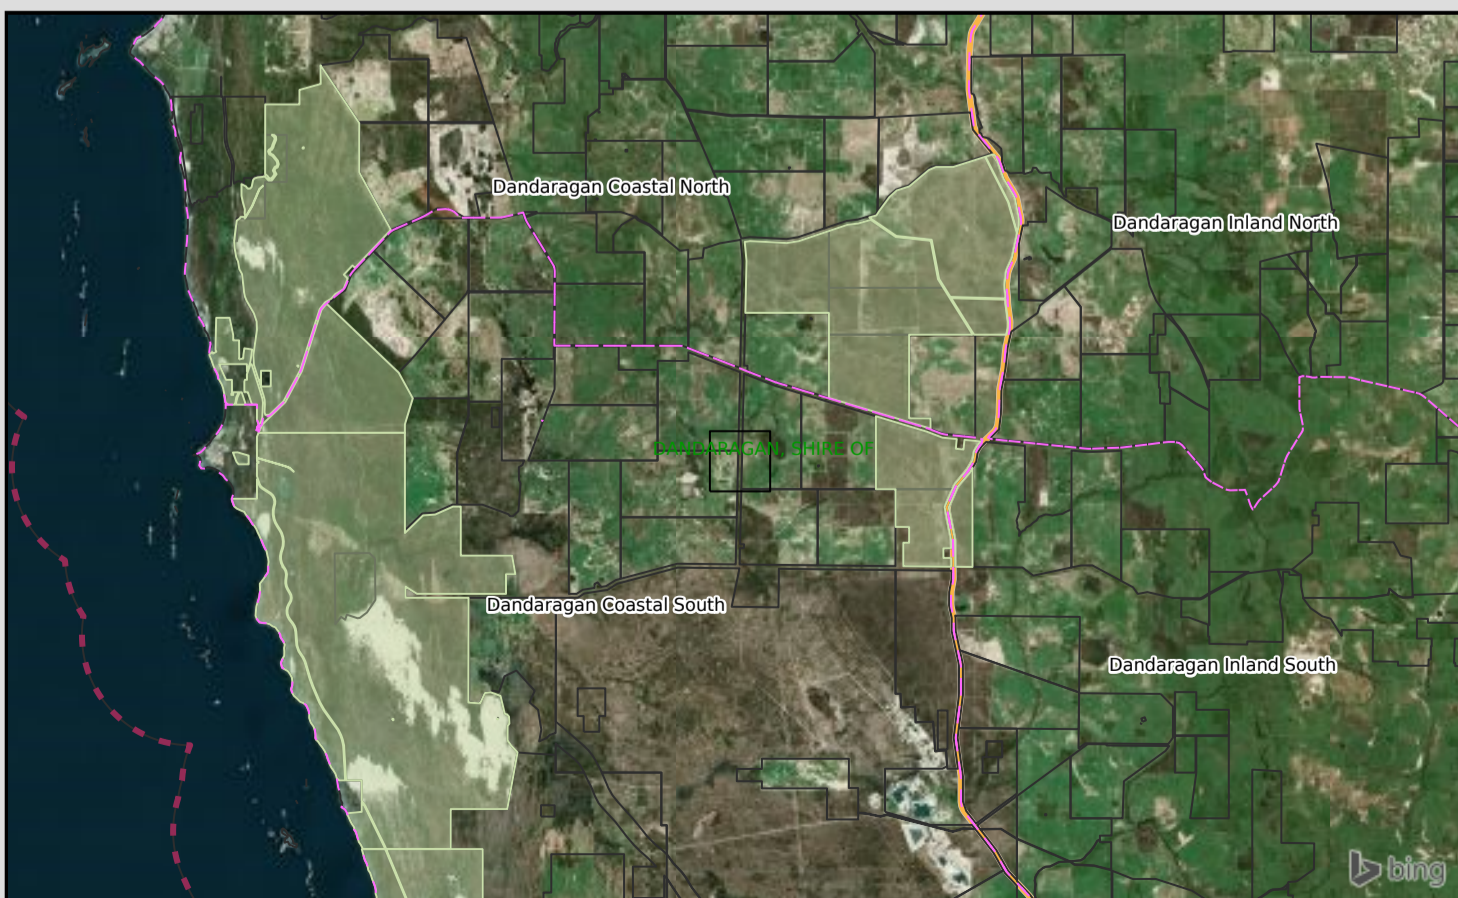 Dandaragan Coastal North
Dandaragan Inland North
DANDARAGAN, SHIRE OF
Dandaragan Coastal South
Dandaragan Inland South
bing